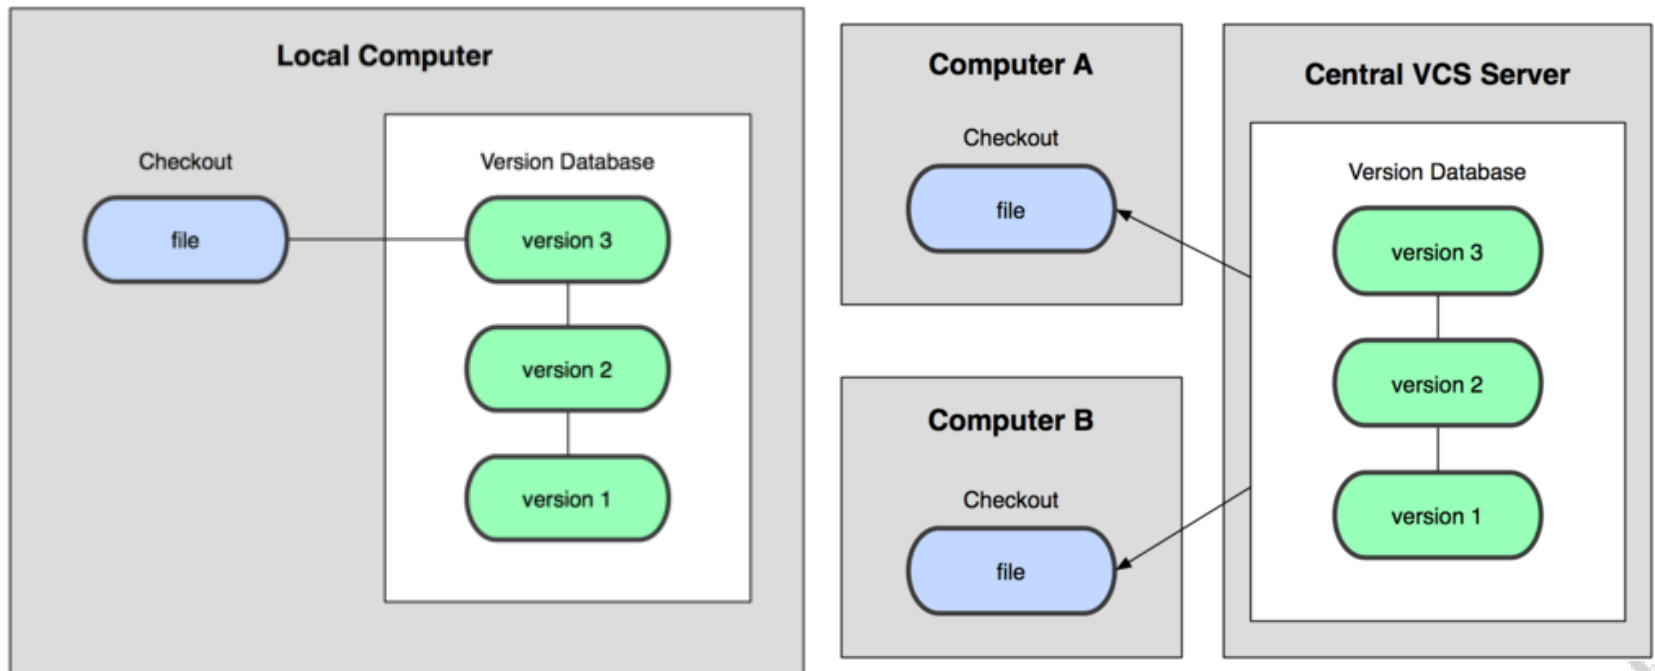 Local Computer
Checkout
Version Database
file
version 3
version 2
version 1
Computer A
Checkout
file
Computer B
Checkout
file
Central VCS Server
Version Database
version 3
version 2
version 1